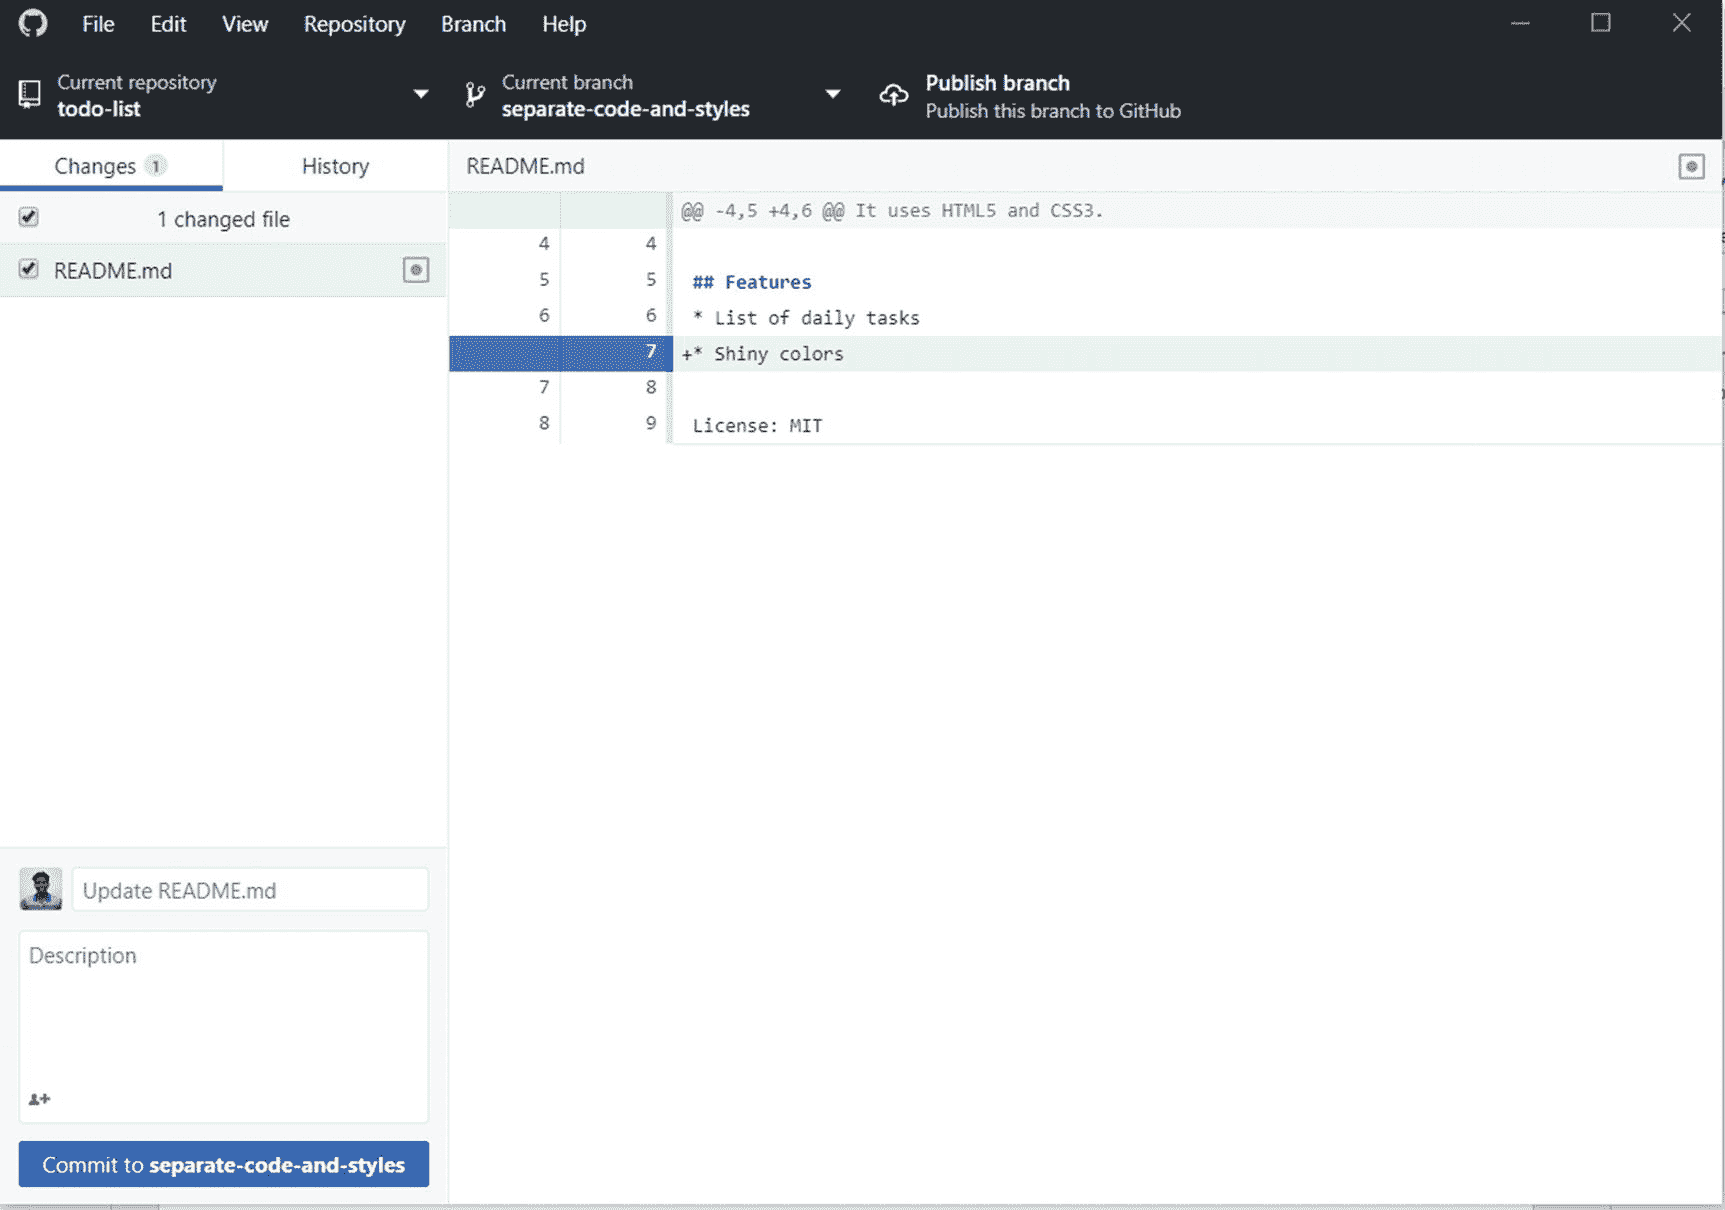 File Edit View Repository Branch Help
Current repository
todo-list
Current branch
separate-code-and-styles
Publish branch
Publish this branch to GitHub
Changes 1 History
README.md
1 changed file
README.md
@@ -4,5 +4,6 @@ It uses HTML5 and CSS3.
4 4
5 5 ## Features
6 6 * List of daily tasks
7 +* Shiny colors
7 8
8 9 License: MIT
Update README.md
Description
Commit to separate-code-and-styles